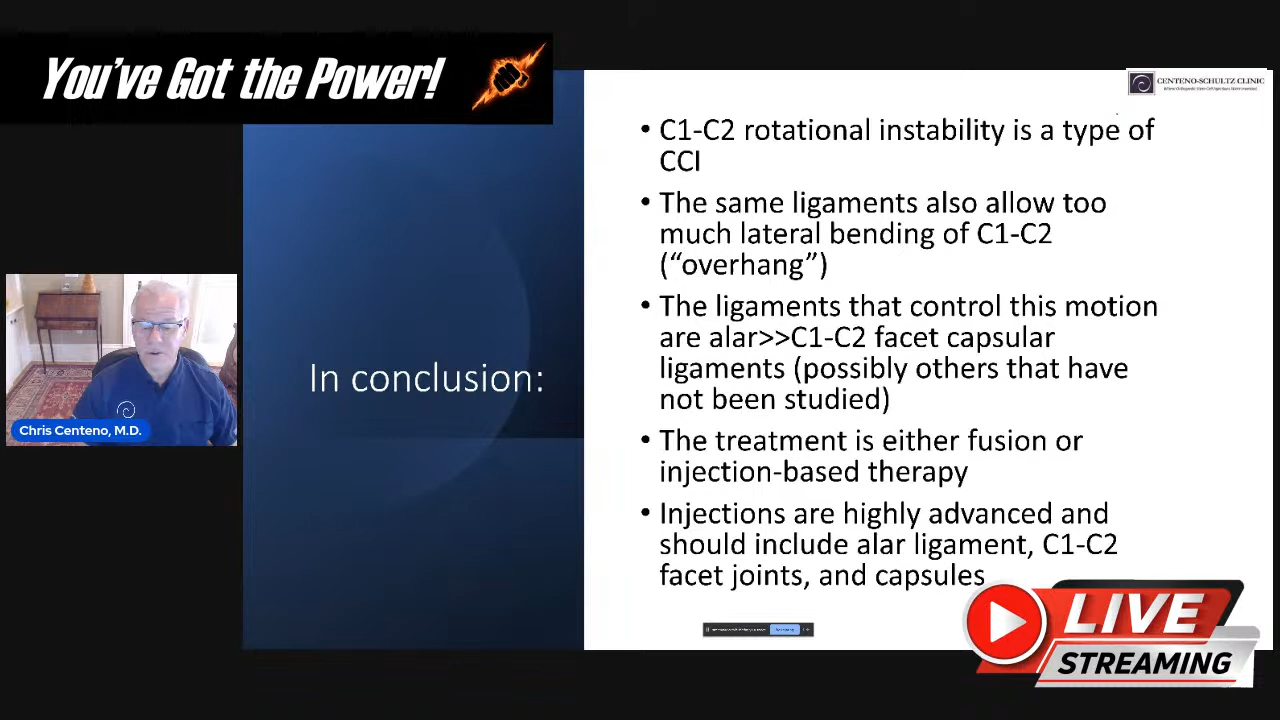 You've Got the Power!
CENTENO-SCHULTZ CLINIC
• C1-C2 rotational instability is a type of
CCI
• The same ligaments also allow too
much lateral bending of C1-C2
(“overhang”)
• The ligaments that control this motion
are alar>>C1-C2 facet capsular
ligaments (possibly others that have
not been studied)
• The treatment is either fusion or
injection-based therapy
• Injections are highly advanced and
should include alar ligament, C1-C2
facet joints, and capsules
In conclusion:
Chris Centeno, M.D.
LIVE
STREAMING